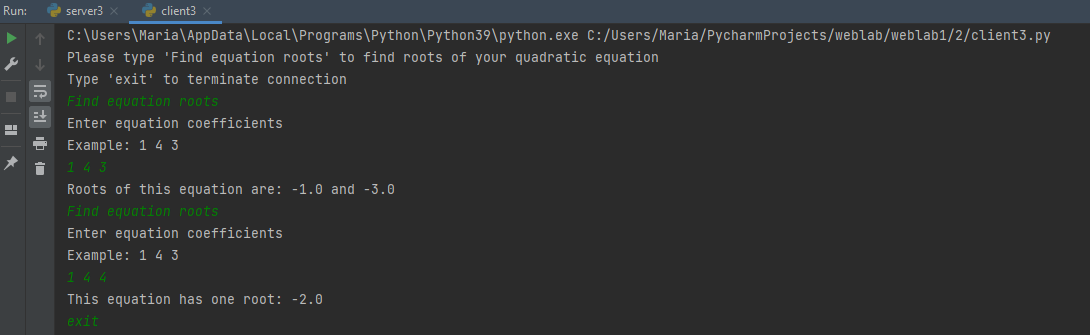 Run: server3 client3
C:\Users\Maria\AppData\Local\Programs\Python\Python39\python.exe C:/Users/Maria/PycharmProjects/weblab/weblab1/2/client3.py
Please type 'Find equation roots' to find roots of your quadratic equation
Type 'exit' to terminate connection
Find equation roots
Enter equation coefficients
Example: 1 4 3
1 4 3
Roots of this equation are: -1.0 and -3.0
Find equation roots
Enter equation coefficients
Example: 1 4 3
1 4 4
This equation has one root: -2.0
exit